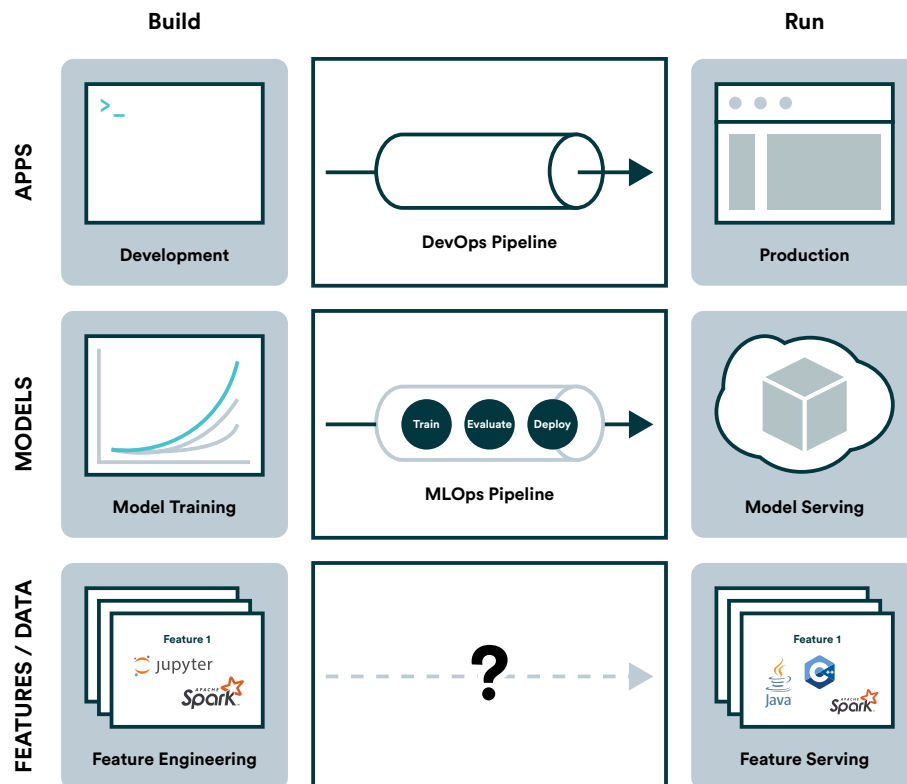 Build
Run
APPS
>_
Development
DevOps Pipeline
Production
MODELS
Train
Evaluate
Deploy
Model Training
MLOps Pipeline
Model Serving
FEATURES / DATA
Feature 1
jupyter
APACHE
Spark
Feature Engineering
?
Feature 1
Java
C++
APACHE
Spark
Feature Serving